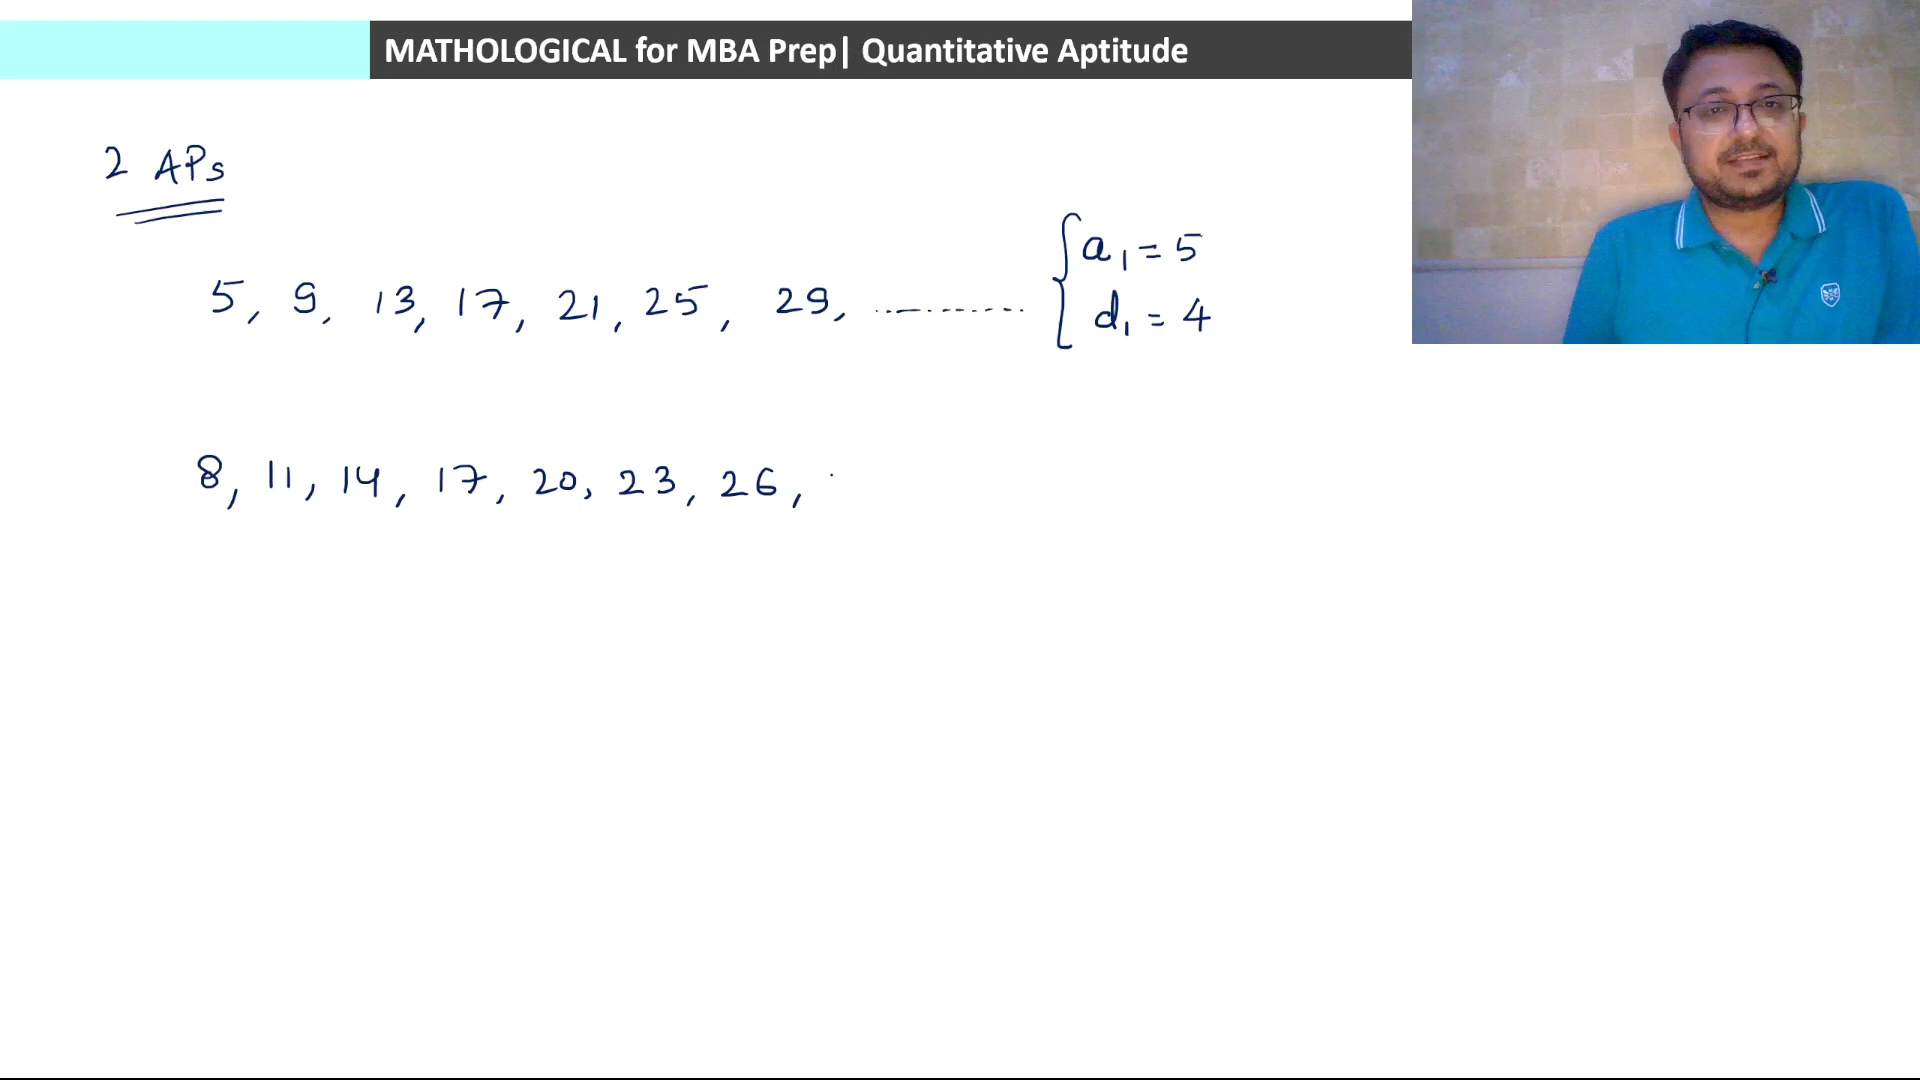 MATHOLOGICAL for MBA Prep| Quantitative Aptitude
2 APs
5, 9, 13, 17, 21, 25, 29, ..........
a₁ = 5
d₁ = 4
8, 11, 14, 17, 20, 23, 26,